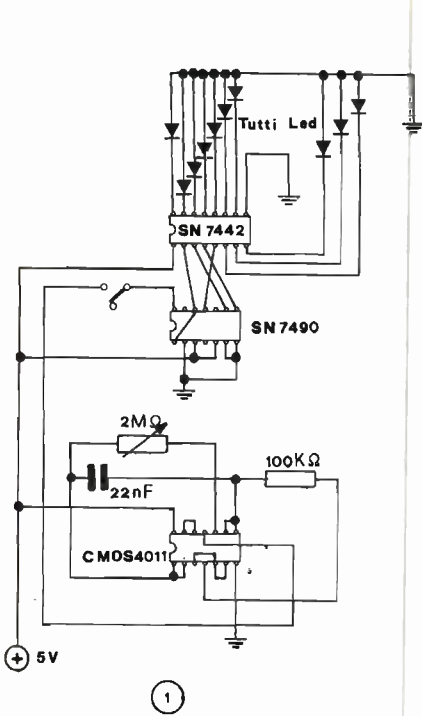 Tutti Led
SN 7442
SN 7490
2MΩ
100KΩ
22nF
CMOS4011
+ 5V
1